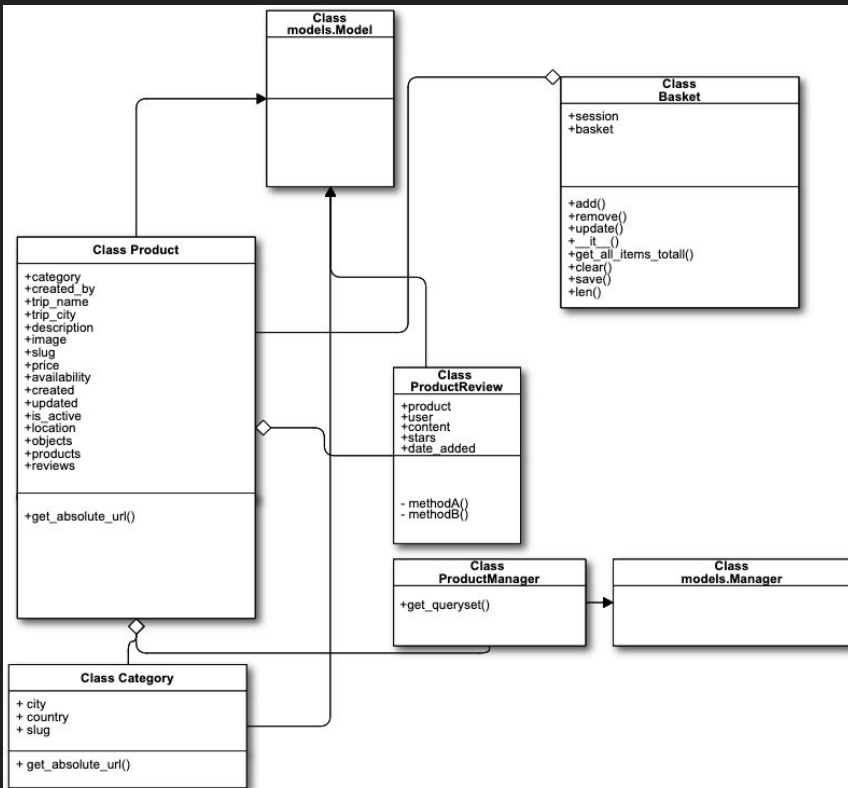 Class
models.Model
Class
Basket
+session
+basket
+add()
+remove()
+update()
+__it__()
+get_all_items_totall()
+clear()
+save()
+len()
Class Product
+category
+created_by
+trip_name
+trip_city
+description
+image
+slug
+price
+availability
+created
+updated
+is_active
+location
+objects
+products
+reviews
+get_absolute_url()
Class
ProductReview
+product
+user
+content
+stars
+date_added
- methodA()
- methodB()
Class
ProductManager
+get_queryset()
Class
models.Manager
Class Category
+ city
+ country
+ slug
+ get_absolute_url()